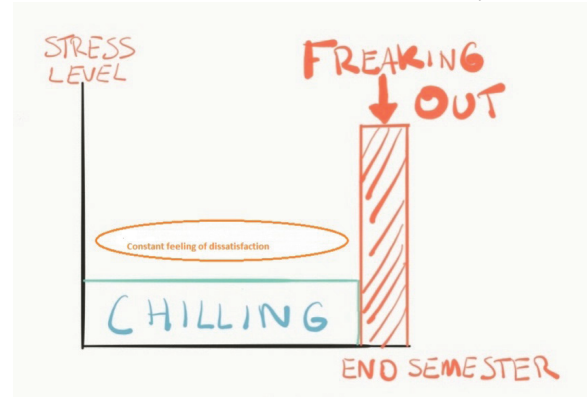 STRESS
LEVEL
FREAKING
OUT
Constant feeling of dissatisfaction
CHILLING
END SEMESTER